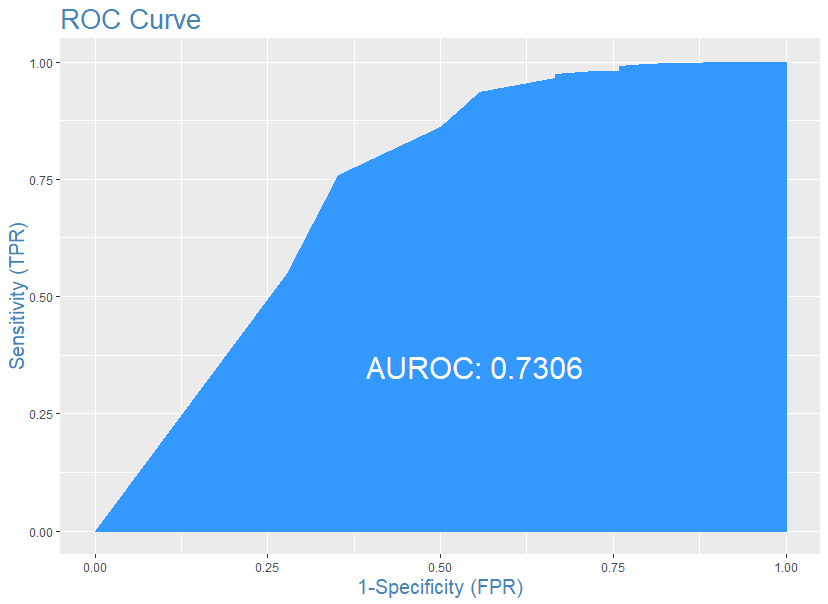 ROC Curve
1.00
0.75
0.50
0.25
0.00
Sensitivity (TPR)
AUROC: 0.7306
0.00 0.25 0.50 0.75 1.00
1-Specificity (FPR)